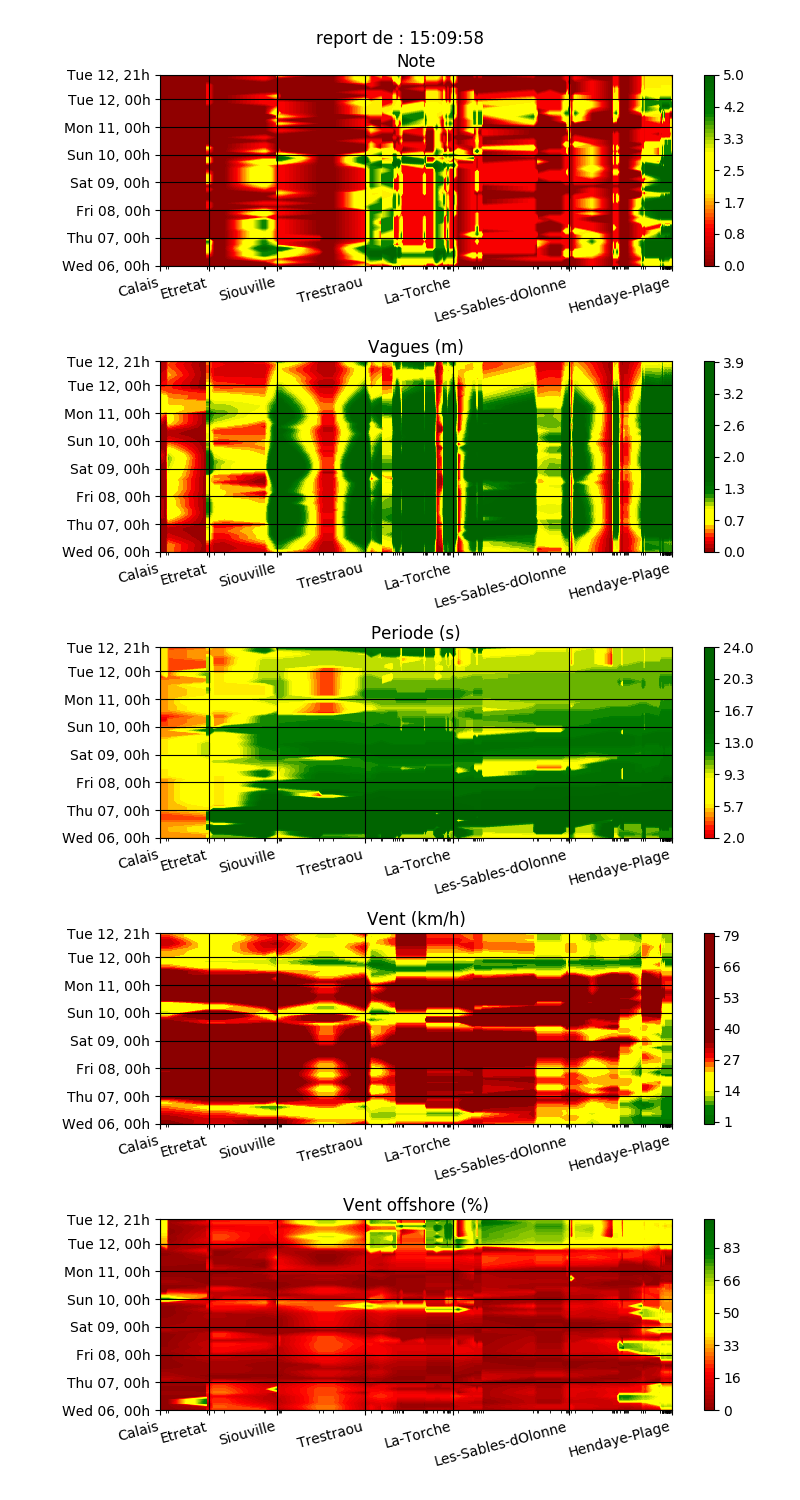 report de : 15:09:58
Note
Tue 12, 21h
Tue 12, 00h
Mon 11, 00h
Sun 10, 00h
Sat 09, 00h
Fri 08, 00h
Thu 07, 00h
Wed 06, 00h
Calais
Etretat
Siouville
Trestraou
La-Torche
Les-Sables-dOlonne
Hendaye-Plage
5.0
4.2
3.3
2.5
1.7
0.8
0.0
Vagues (m)
Tue 12, 21h
Tue 12, 00h
Mon 11, 00h
Sun 10, 00h
Sat 09, 00h
Fri 08, 00h
Thu 07, 00h
Wed 06, 00h
Calais
Etretat
Siouville
Trestraou
La-Torche
Les-Sables-dOlonne
Hendaye-Plage
3.9
3.2
2.6
2.0
1.3
0.7
0.0
Periode (s)
Tue 12, 21h
Tue 12, 00h
Mon 11, 00h
Sun 10, 00h
Sat 09, 00h
Fri 08, 00h
Thu 07, 00h
Wed 06, 00h
Calais
Etretat
Siouville
Trestraou
La-Torche
Les-Sables-dOlonne
Hendaye-Plage
24.0
20.3
16.7
13.0
9.3
5.7
2.0
Vent (km/h)
Tue 12, 21h
Tue 12, 00h
Mon 11, 00h
Sun 10, 00h
Sat 09, 00h
Fri 08, 00h
Thu 07, 00h
Wed 06, 00h
Calais
Etretat
Siouville
Trestraou
La-Torche
Les-Sables-dOlonne
Hendaye-Plage
79
66
53
40
27
14
1
Vent offshore (%)
Tue 12, 21h
Tue 12, 00h
Mon 11, 00h
Sun 10, 00h
Sat 09, 00h
Fri 08, 00h
Thu 07, 00h
Wed 06, 00h
Calais
Etretat
Siouville
Trestraou
La-Torche
Les-Sables-dOlonne
Hendaye-Plage
83
66
50
33
16
0